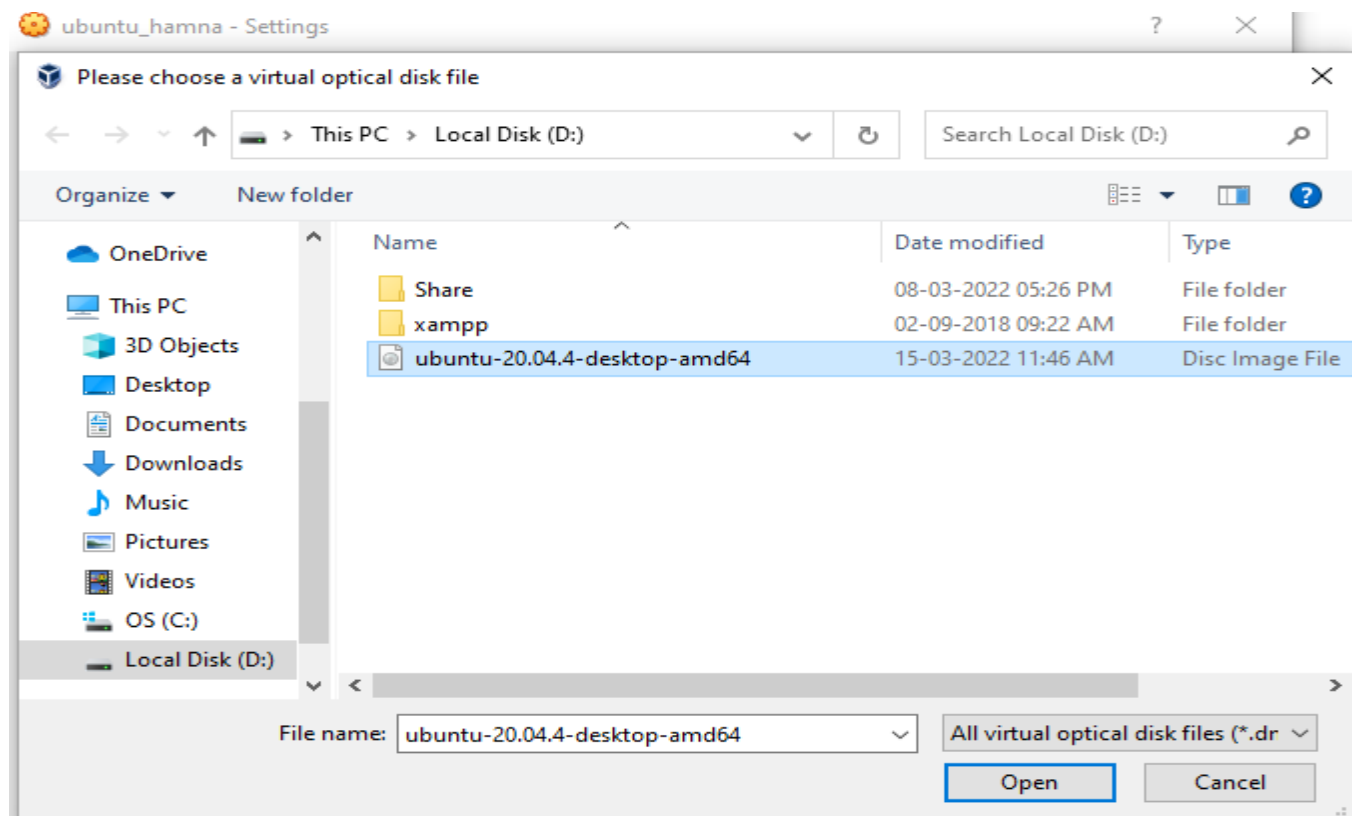 ubuntu_hamna - Settings ?
Please choose a virtual optical disk file
This PC > Local Disk (D:) Search Local Disk (D:)
Organize New folder ?
Name Date modified Type
OneDrive
Share 08-03-2022 05:26 PM File folder
This PC
xampp 02-09-2018 09:22 AM File folder
3D Objects
ubuntu-20.04.4-desktop-amd64 15-03-2022 11:46 AM Disc Image File
Desktop
Documents
Downloads
Music
Pictures
Videos
OS (C:)
Local Disk (D:)
File name: ubuntu-20.04.4-desktop-amd64 All virtual optical disk files (*.dr
Open Cancel